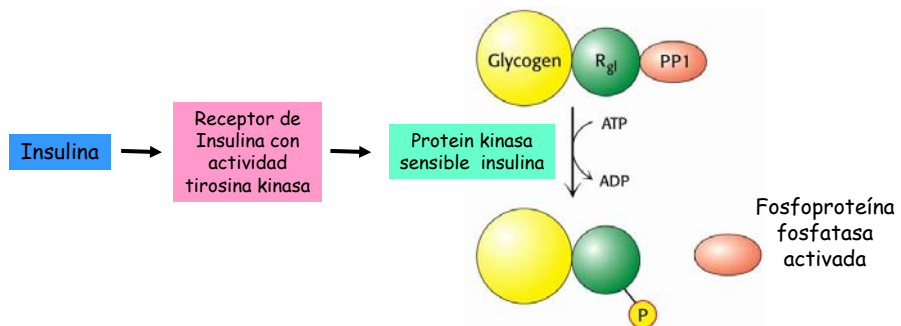 Glycogen
Rgl
PP1
Insulina
Receptor de
Insulina con
actividad
tirosina kinasa
Protein kinasa
sensible insulina
ATP
ADP
Fosfoproteína
fosfatasa
activada
P